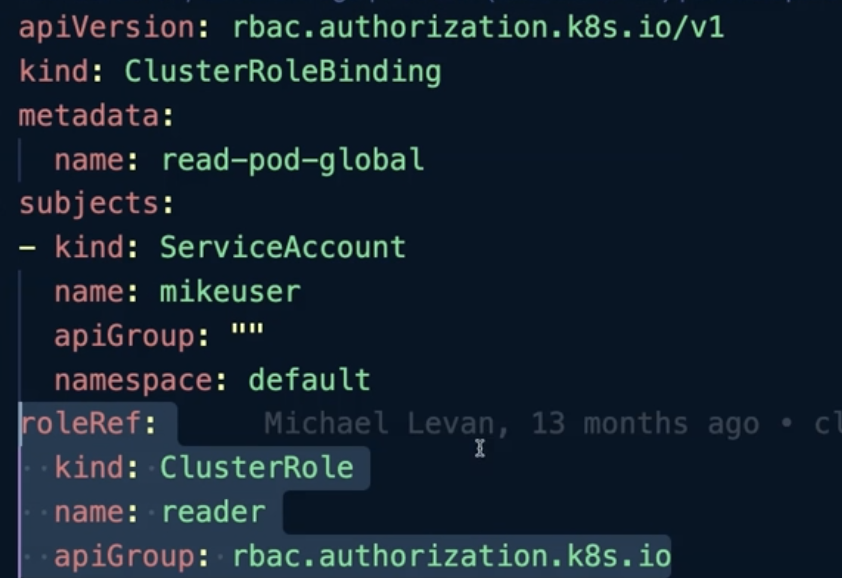 apiVersion: rbac.authorization.k8s.io/v1
kind: ClusterRoleBinding
metadata:
  name: read-pod-global
subjects:
- kind: ServiceAccount
  name: mikeuser
  apiGroup: ""
  namespace: default
roleRef: Michael Levan, 13 months ago • cl
  kind: ClusterRole
  name: reader
  apiGroup: rbac.authorization.k8s.io